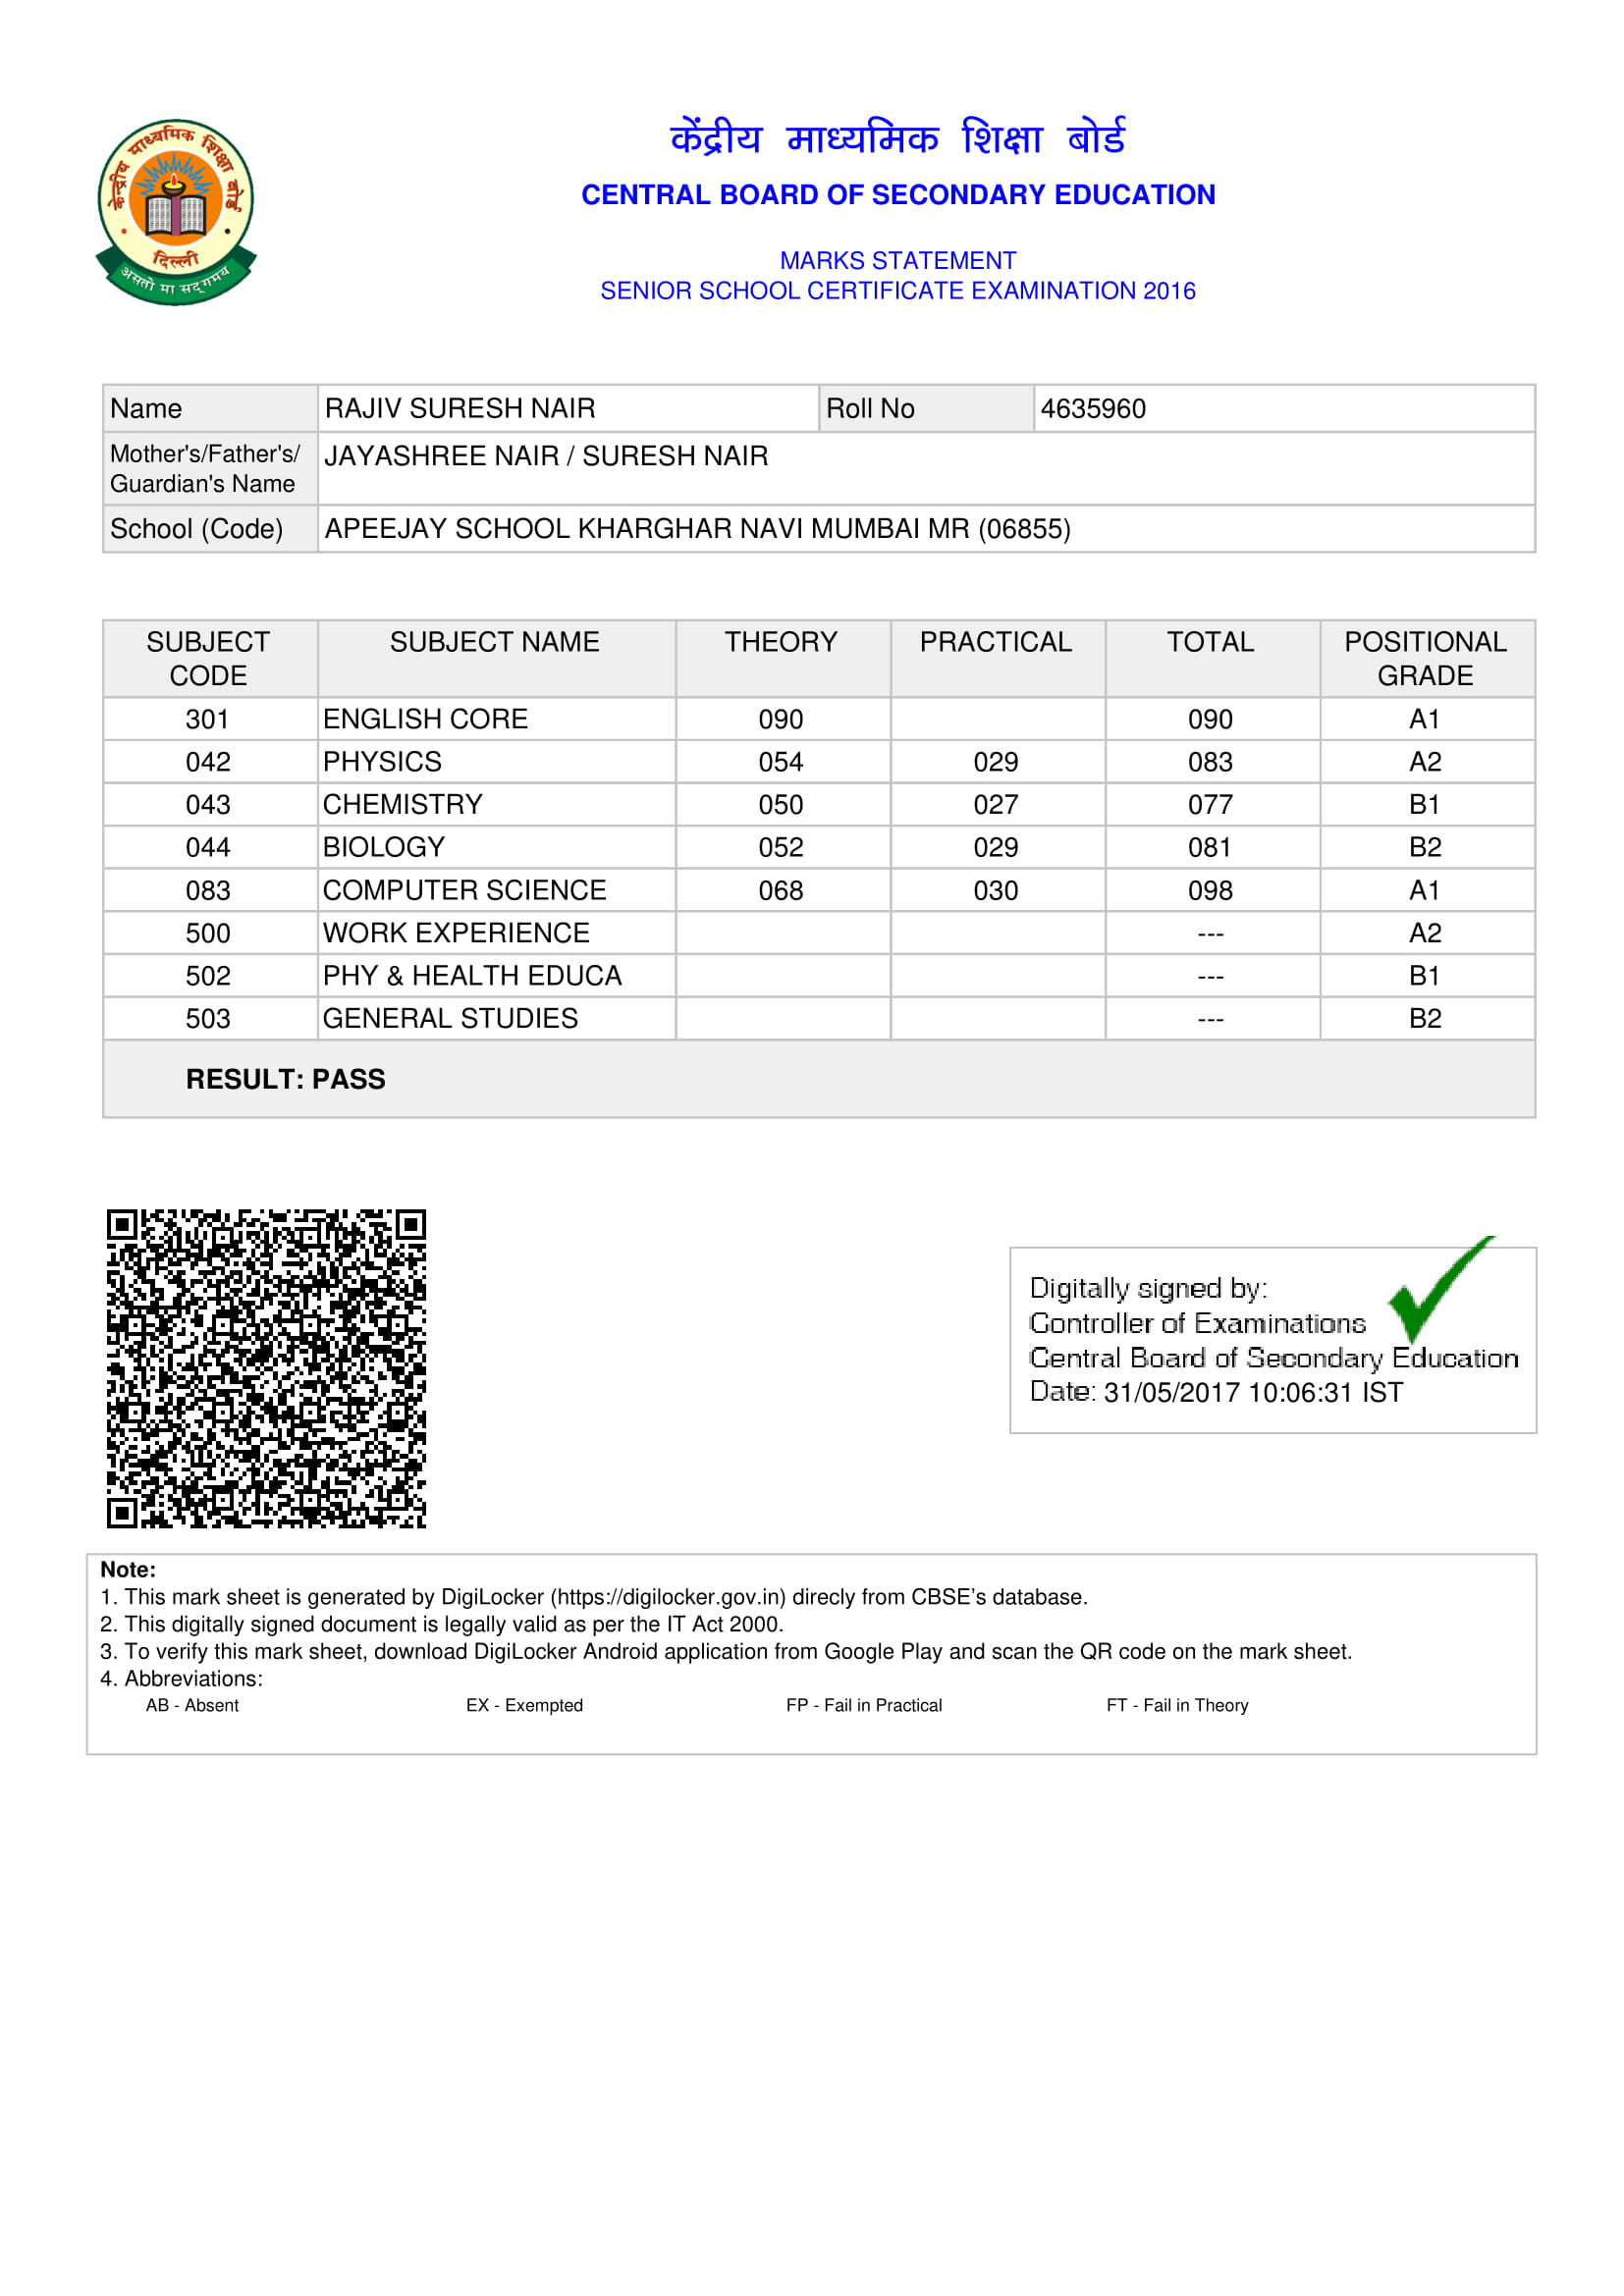 केन्द्रीय माध्यमिक शिक्षा बोर्ड
दिल्ली
असतो मा सद्गमय
केंद्रीय माध्यमिक शिक्षा बोर्ड
CENTRAL BOARD OF SECONDARY EDUCATION
MARKS STATEMENT
SENIOR SCHOOL CERTIFICATE EXAMINATION 2016
Name RAJIV SURESH NAIR Roll No 4635960
Mother's/Father's/ JAYASHREE NAIR / SURESH NAIR
Guardian's Name
School (Code) APEEJAY SCHOOL KHARGHAR NAVI MUMBAI MR (06855)
SUBJECT SUBJECT NAME THEORY PRACTICAL TOTAL POSITIONAL
CODE GRADE
301 ENGLISH CORE 090 090 A1
042 PHYSICS 054 029 083 A2
043 CHEMISTRY 050 027 077 B1
044 BIOLOGY 052 029 081 B2
083 COMPUTER SCIENCE 068 030 098 A1
500 WORK EXPERIENCE --- A2
502 PHY & HEALTH EDUCA --- B1
503 GENERAL STUDIES --- B2
RESULT: PASS
Digitally signed by:
Controller of Examinations
Central Board of Secondary Education
Date: 31/05/2017 10:06:31 IST
Note:
1. This mark sheet is generated by DigiLocker (https://digilocker.gov.in) direcly from CBSE’s database.
2. This digitally signed document is legally valid as per the IT Act 2000.
3. To verify this mark sheet, download DigiLocker Android application from Google Play and scan the QR code on the mark sheet.
4. Abbreviations:
AB - Absent EX - Exempted FP - Fail in Practical FT - Fail in Theory